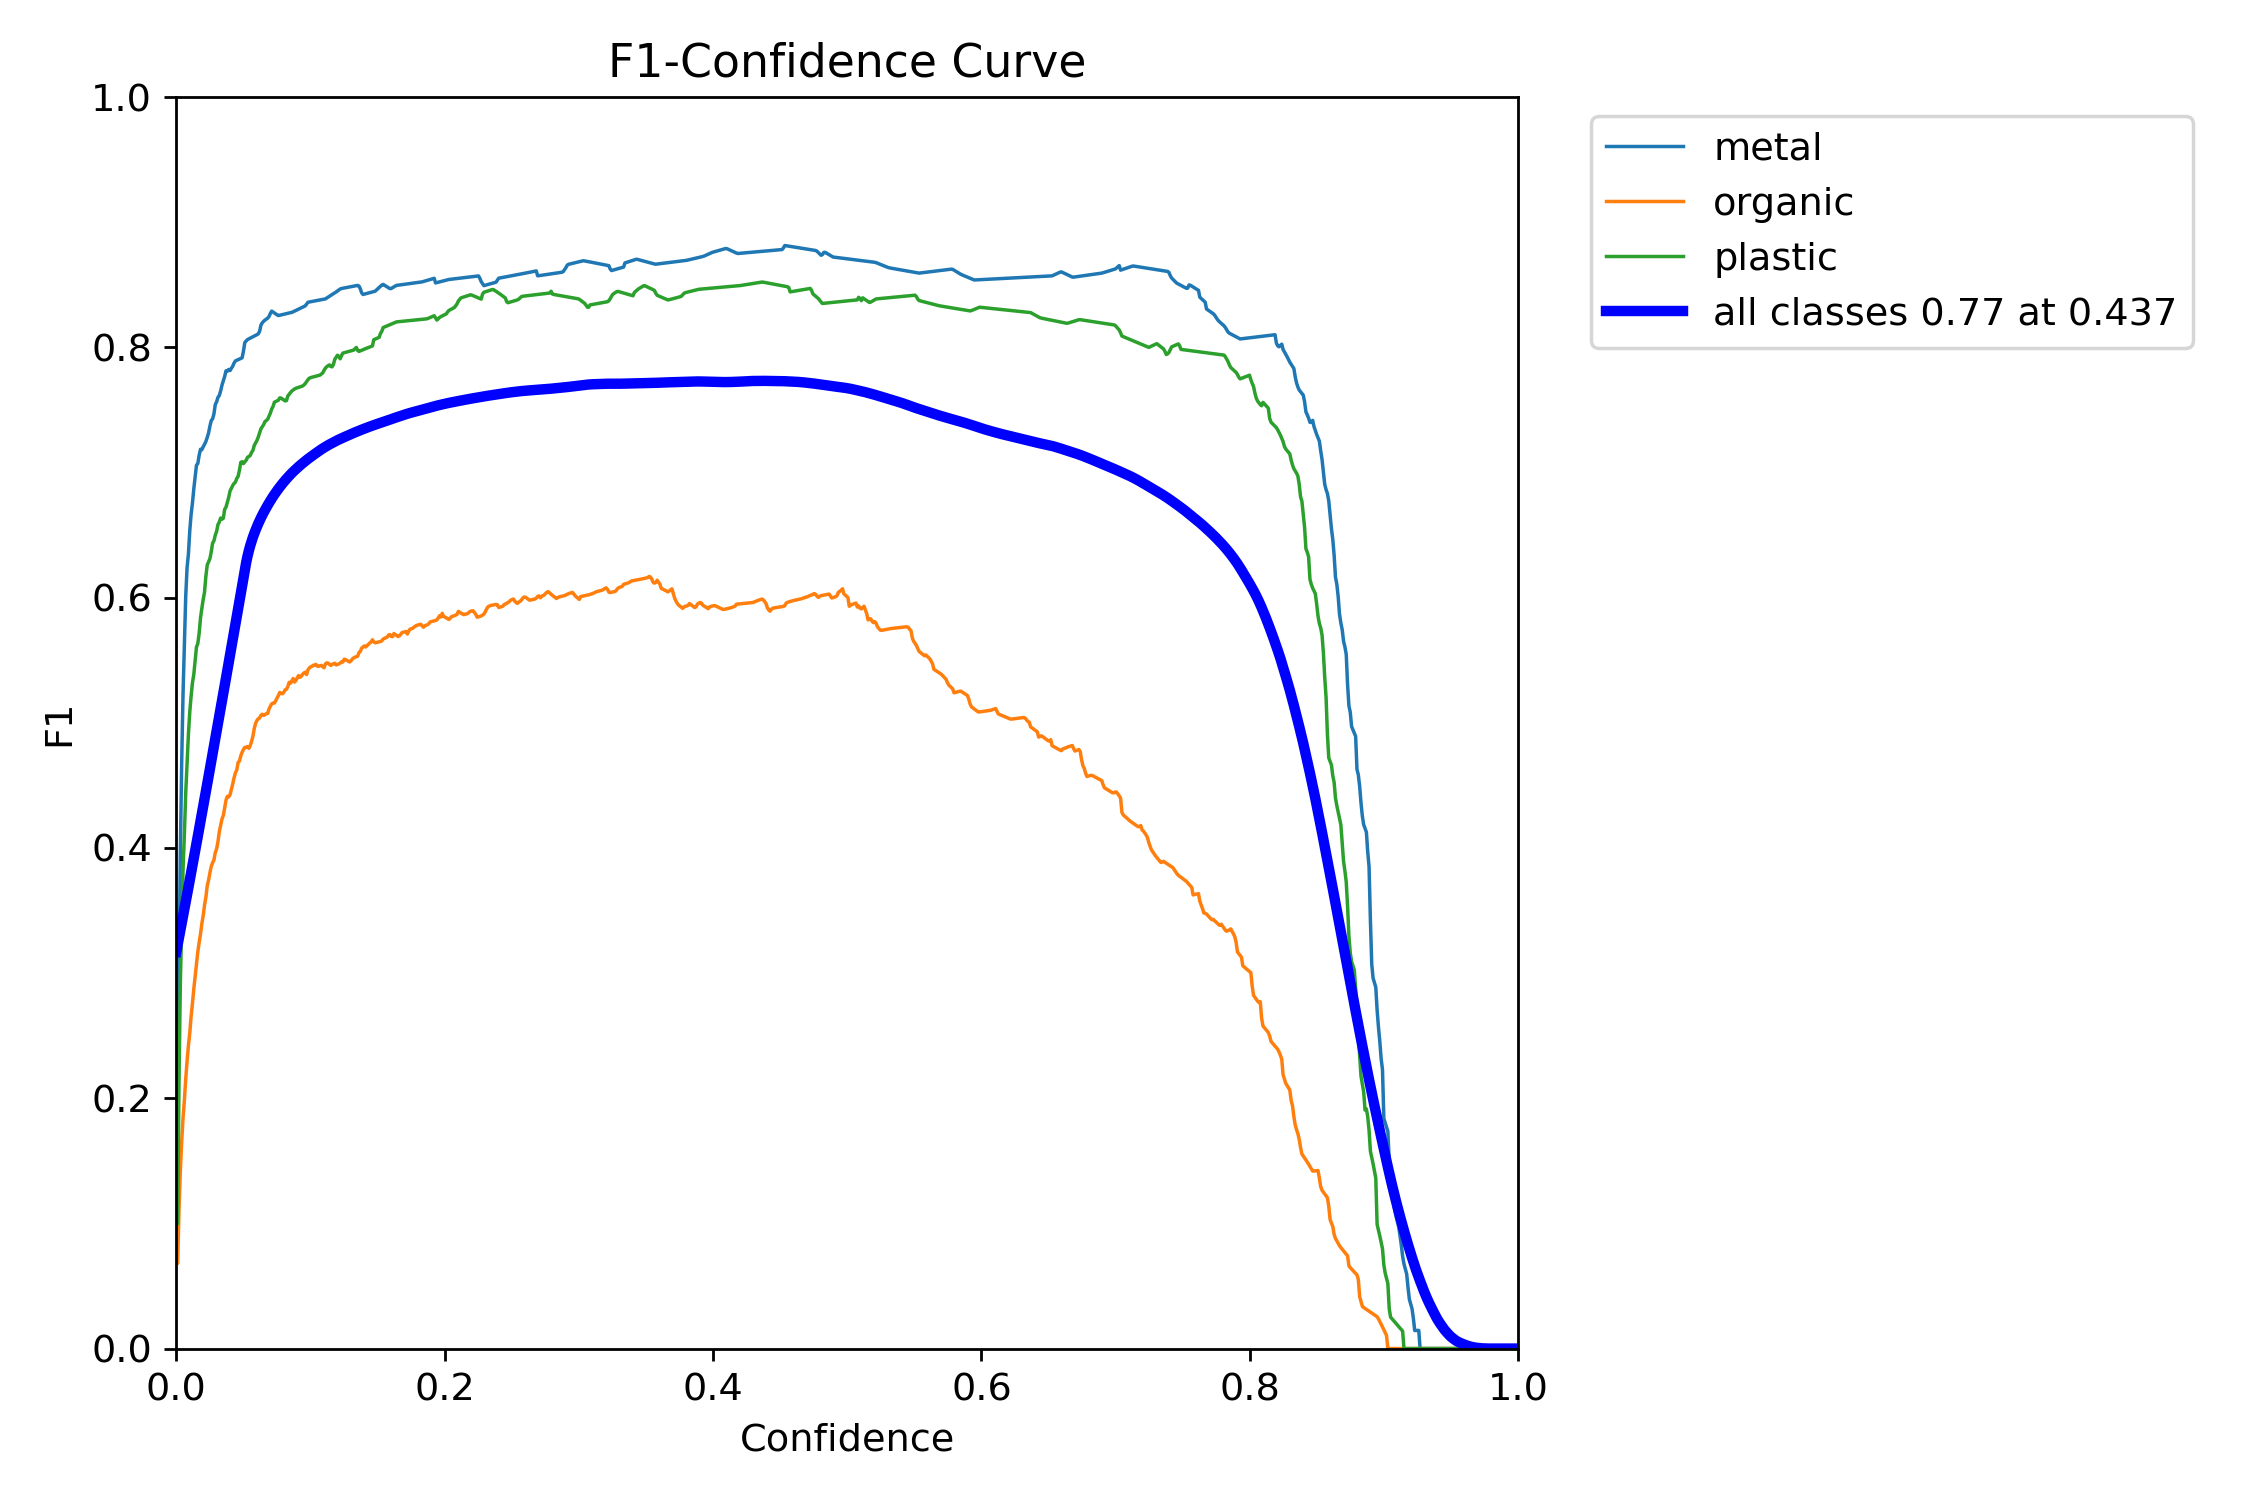 F1-Confidence Curve
1.0
0.8
0.6
0.4
0.2
0.0
F1
0.0 0.2 0.4 0.6 0.8 1.0
Confidence
metal
organic
plastic
all classes 0.77 at 0.437